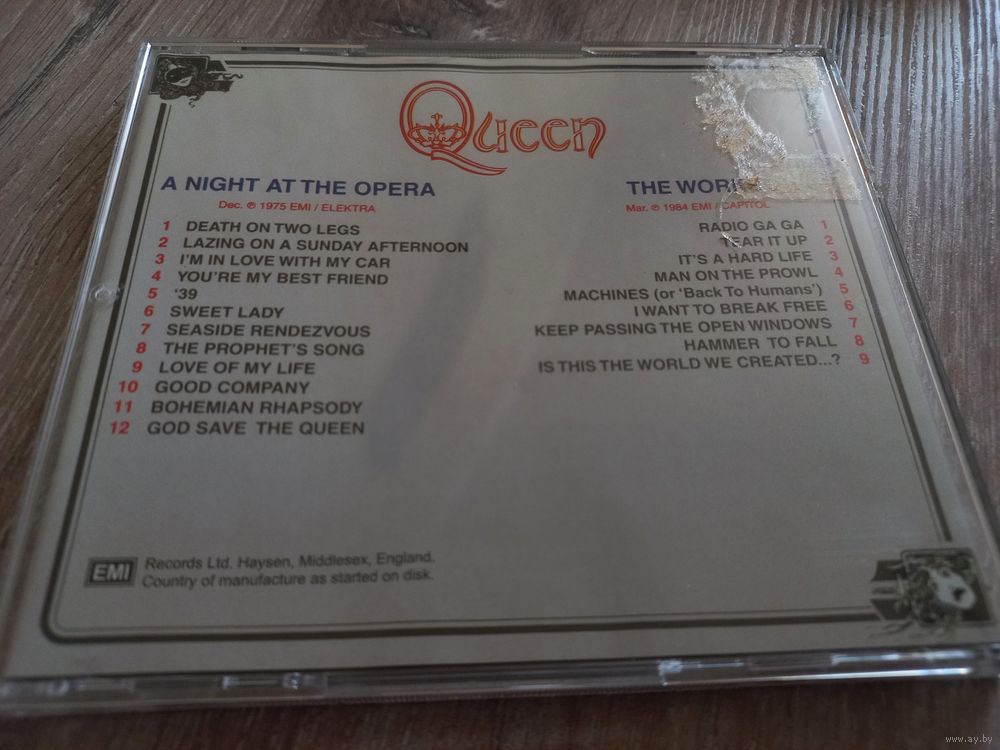 Queen
A NIGHT AT THE OPERA
Dec. ℗ 1975 EMI / ELEKTRA
1 DEATH ON TWO LEGS
2 LAZING ON A SUNDAY AFTERNOON
3 I'M IN LOVE WITH MY CAR
4 YOU'RE MY BEST FRIEND
5 '39
6 SWEET LADY
7 SEASIDE RENDEZVOUS
8 THE PROPHET'S SONG
9 LOVE OF MY LIFE
10 GOOD COMPANY
11 BOHEMIAN RHAPSODY
12 GOD SAVE THE QUEEN
THE
Mar. ℗ 1984 EMI / CAPITOL
RADIO GA GA 1
TEAR IT UP 2
IT'S A HARD LIFE 3
MAN ON THE PROWL 4
MACHINES (or 'Back To Humans') 5
I WANT TO BREAK FREE 6
KEEP PASSING THE OPEN WINDOWS 7
HAMMER TO FALL 8
IS THIS THE WORLD WE CREATED...? 9
EMI Records Ltd. Haysen, Middlesex, England.
Country of manufacture as started on disk.
www.ay.by